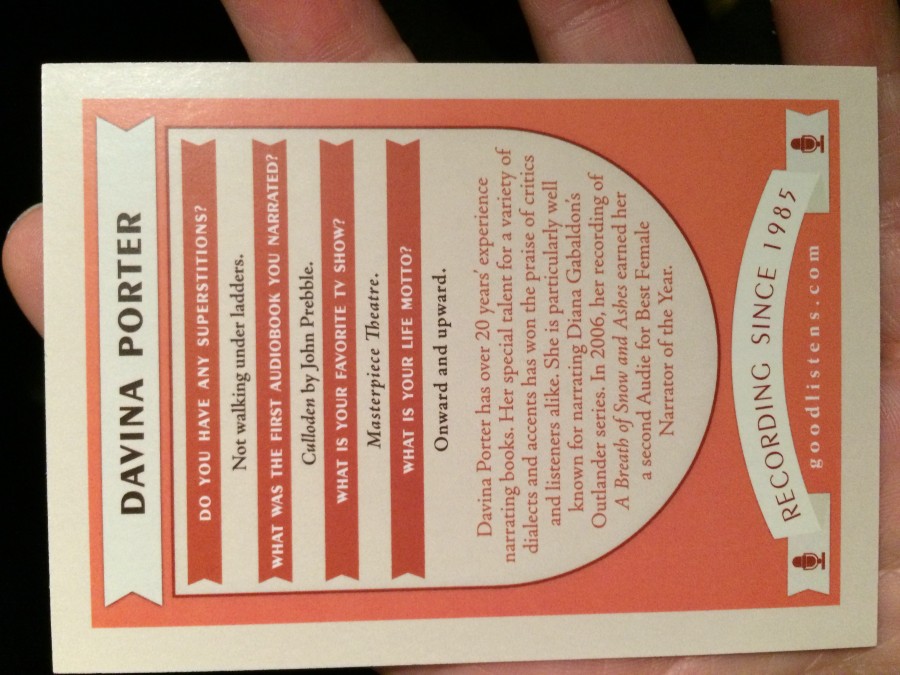 DAVINA PORTER
DO YOU HAVE ANY SUPERSTITIONS?
Not walking under ladders.
WHAT WAS THE FIRST AUDIOBOOK YOU NARRATED?
Culloden by John Prebble.
WHAT IS YOUR FAVORITE TV SHOW?
Masterpiece Theatre.
WHAT IS YOUR LIFE MOTTO?
Onward and upward.
Davina Porter has over 20 years' experience
narrating books. Her special talent for a variety of
dialects and accents has won the praise of critics
and listeners alike. She is particularly well
known for narrating Diana Gabaldon's
Outlander series. In 2006, her recording of
A Breath of Snow and Ashes earned her
a second Audie for Best Female
Narrator of the Year.
RECORDING SINCE 1985
goodlistens.com